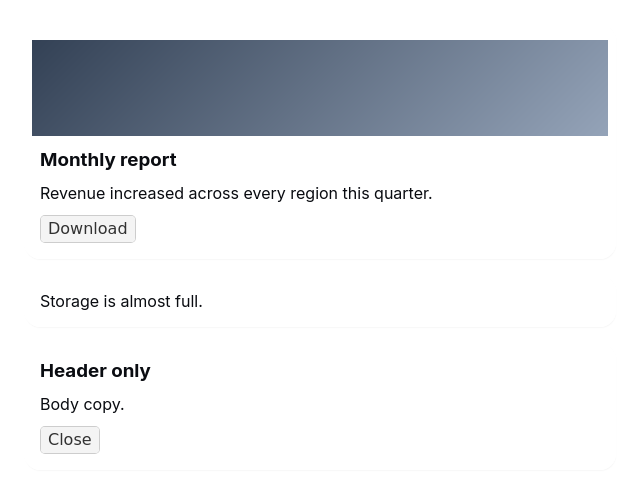 Monthly report
Revenue increased across every region this quarter.
Download
Storage is almost full.
Header only
Body copy.
Close